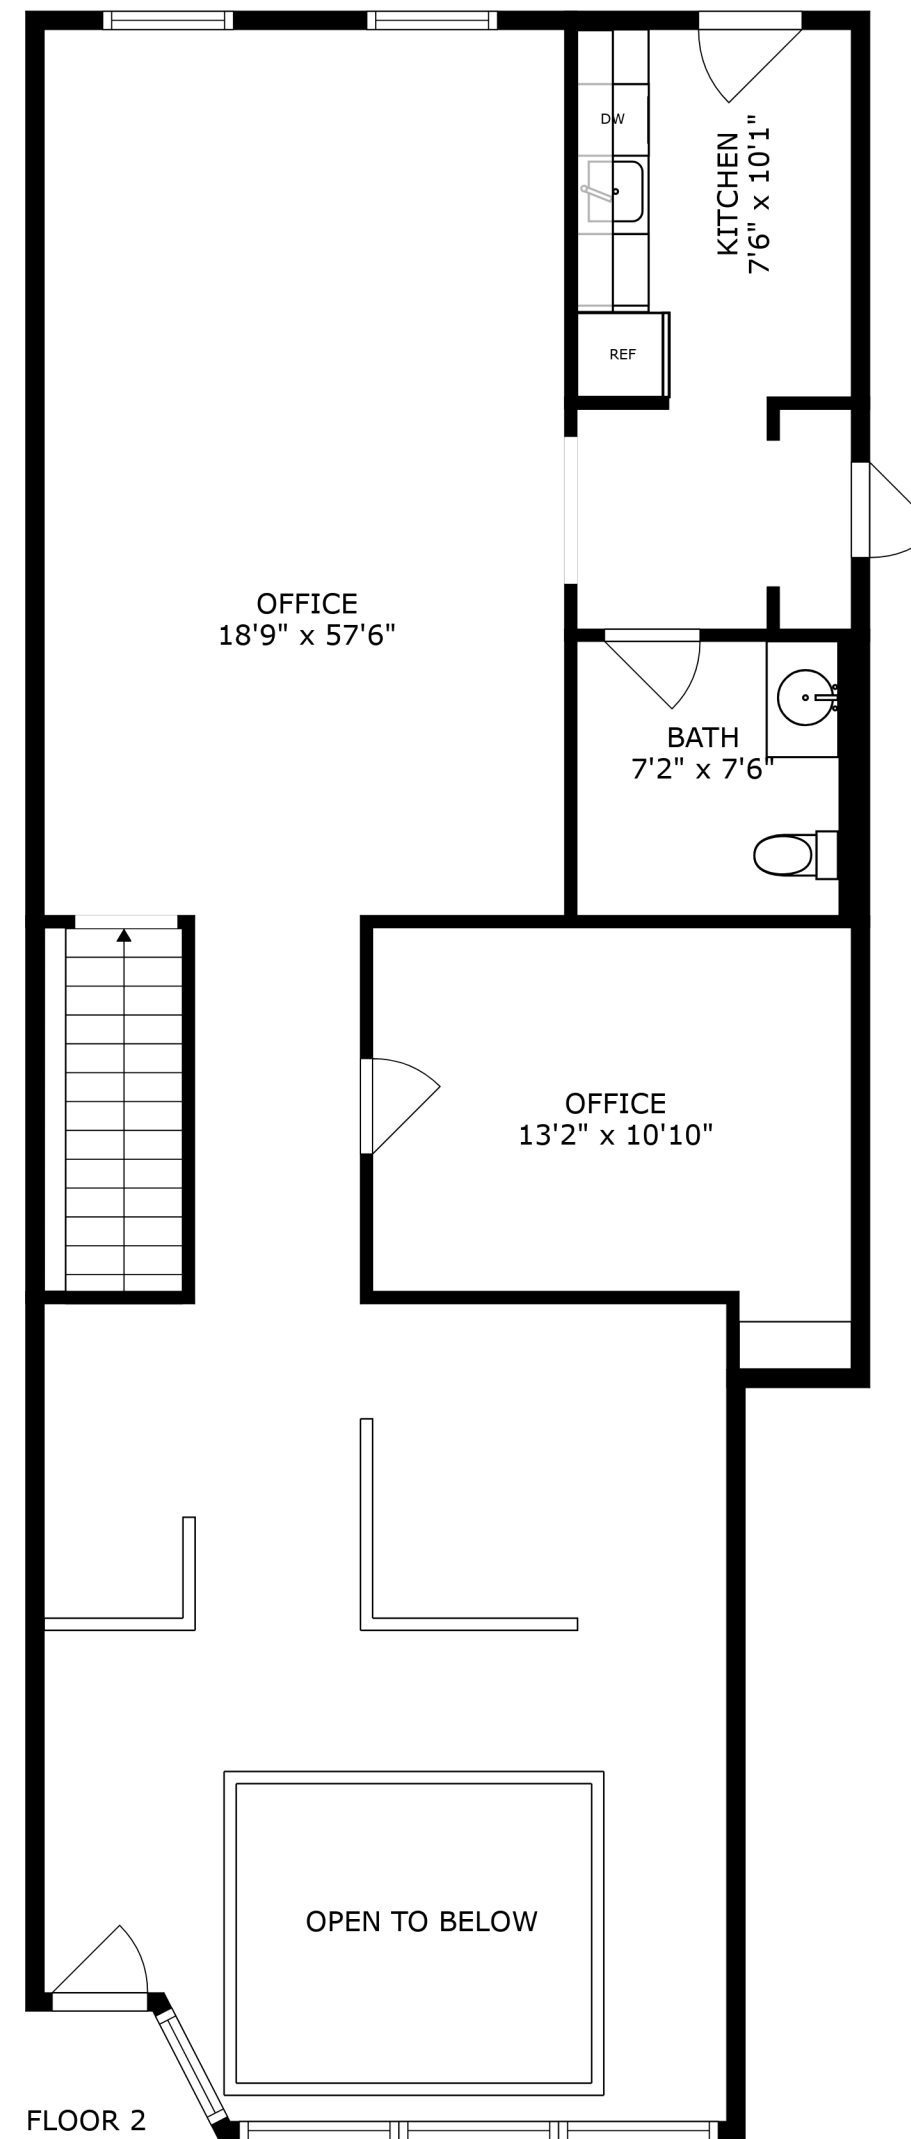 DW
KITCHEN
7'6" x 10'1"
REF
OFFICE
18'9" x 57'6"
BATH
7'2" x 7'6"
OFFICE
13'2" x 10'10"
OPEN TO BELOW
FLOOR 2